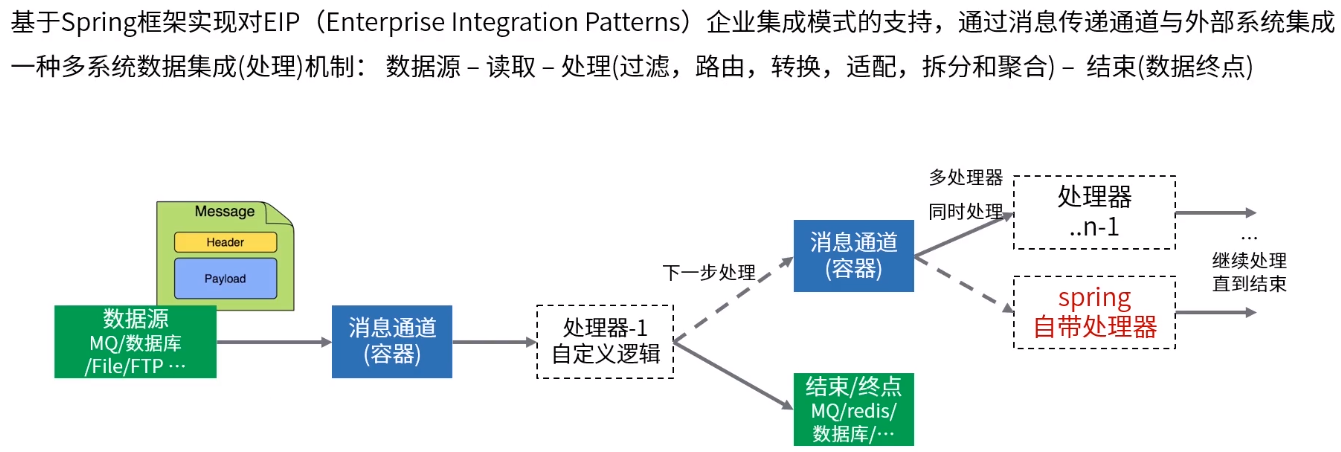 基于Spring框架实现对EIP（Enterprise Integration Patterns）企业集成模式的支持，通过消息传递通道与外部系统集成
一种多系统数据集成(处理)机制： 数据源 – 读取 – 处理(过滤，路由，转换，适配，拆分和聚合) – 结束(数据终点)
Message
Header
Payload
数据源
MQ/数据库
/File/FTP ...
消息通道
(容器)
处理器-1
自定义逻辑
下一步处理
消息通道
(容器)
结束/终点
MQ/redis/
数据库/...
多处理器
同时处理
处理器
..n-1
spring
自带处理器
...
继续处理
直到结束